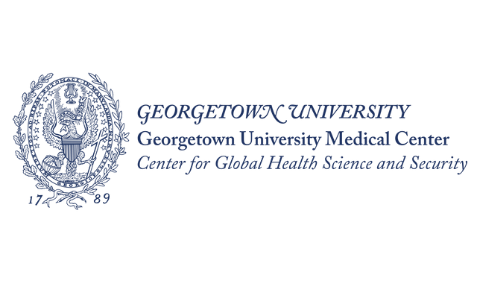 GEORGETOWN UNIVERSITY
Georgetown University Medical Center
Center for Global Health Science and Security
17 89